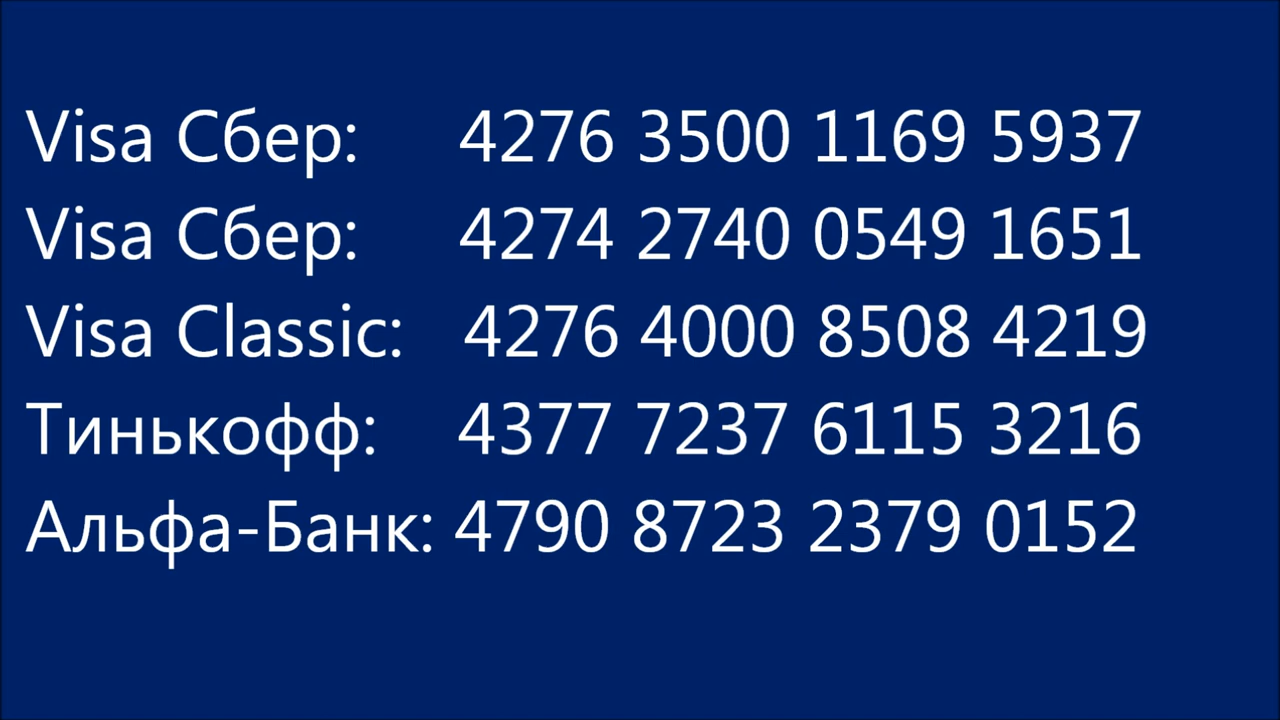 Visa Сбер: 4276 3500 1169 5937
Visa Сбер: 4274 2740 0549 1651
Visa Classic: 4276 4000 8508 4219
Тинькофф: 4377 7237 6115 3216
Альфа-Банк: 4790 8723 2379 0152